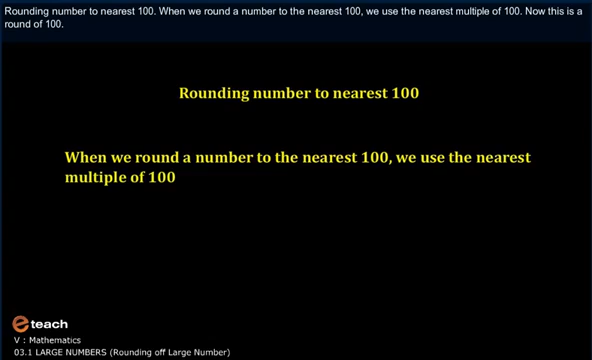 Rounding number to nearest 100. When we round a number to the nearest 100, we use the nearest multiple of 100. Now this is a
round of 100.
Rounding number to nearest 100
When we round a number to the nearest 100, we use the nearest
multiple of 100
e teach
V : Mathematics
03.1 LARGE NUMBERS (Rounding off Large Number)